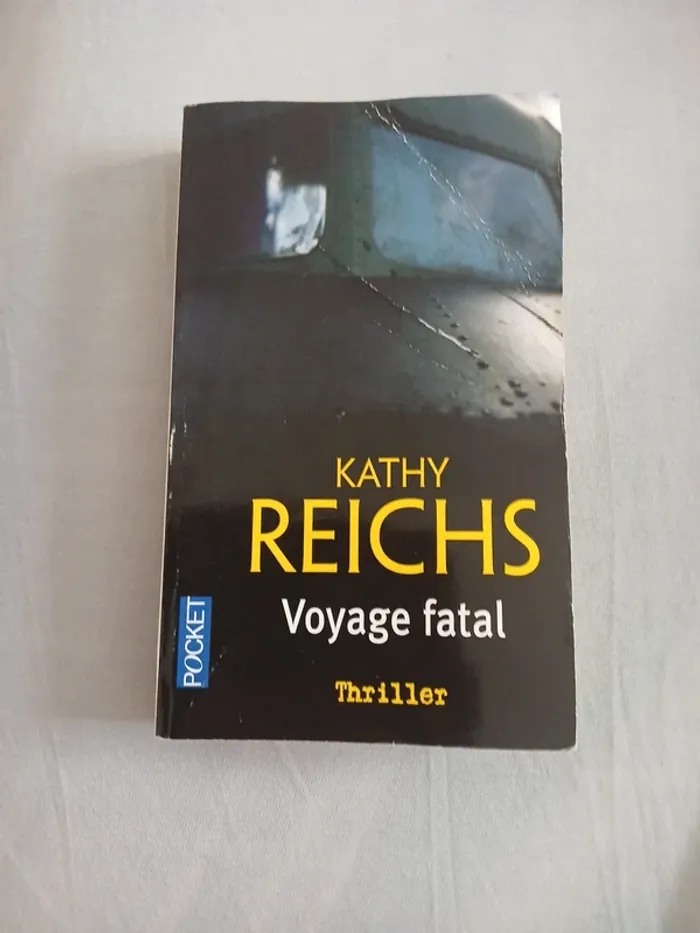 KATHY
REICHS
Voyage fatal
Thriller
POCKET